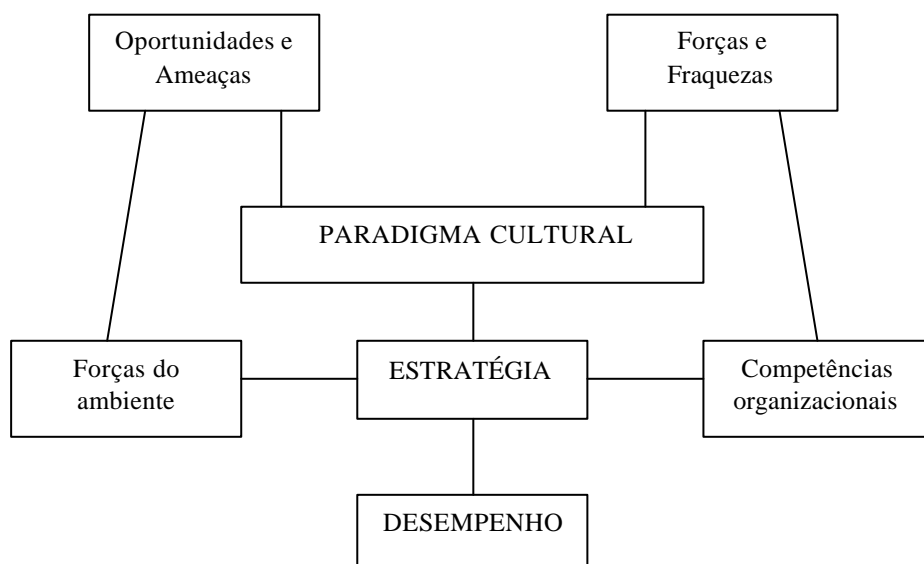 Oportunidades e
Ameaças
Forças e
Fraquezas
PARADIGMA CULTURAL
Forças do
ambiente
ESTRATÉGIA
Competências
organizacionais
DESEMPENHO